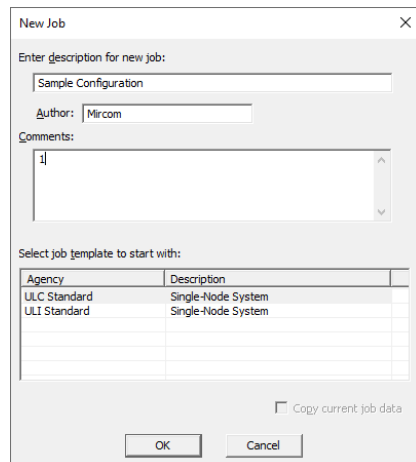 New Job
Enter description for new job:
Sample Configuration
Author: Mircom
Comments:
1
Select job template to start with:
Agency Description
ULC Standard Single-Node System
ULI Standard Single-Node System
Copy current job data
OK Cancel